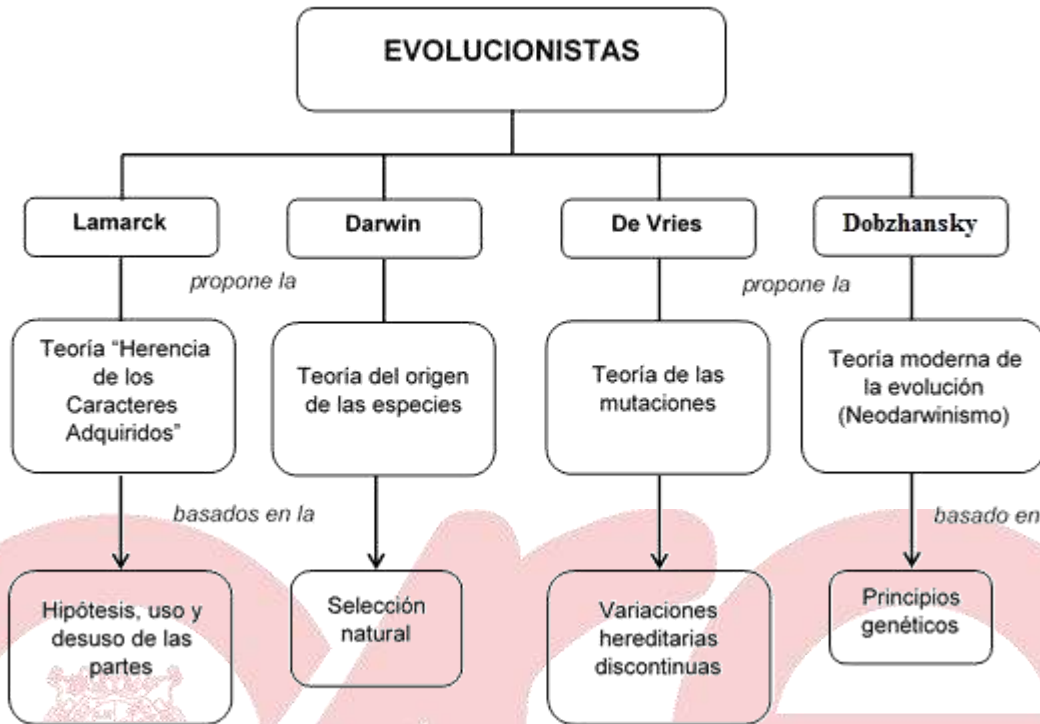 EVOLUCIONISTAS
Lamarck
Darwin
De Vries
Dobzhansky
propone la
propone la
Teoría “Herencia
de los
Caracteres
Adquiridos”
Teoría del origen
de las especies
Teoría de las
mutaciones
Teoría moderna de
la evolución
(Neodarwinismo)
basados en la
basado en
Hipótesis, uso y
desuso de las
partes
Selección
natural
Variaciones
hereditarias
discontinuas
Principios
genéticos